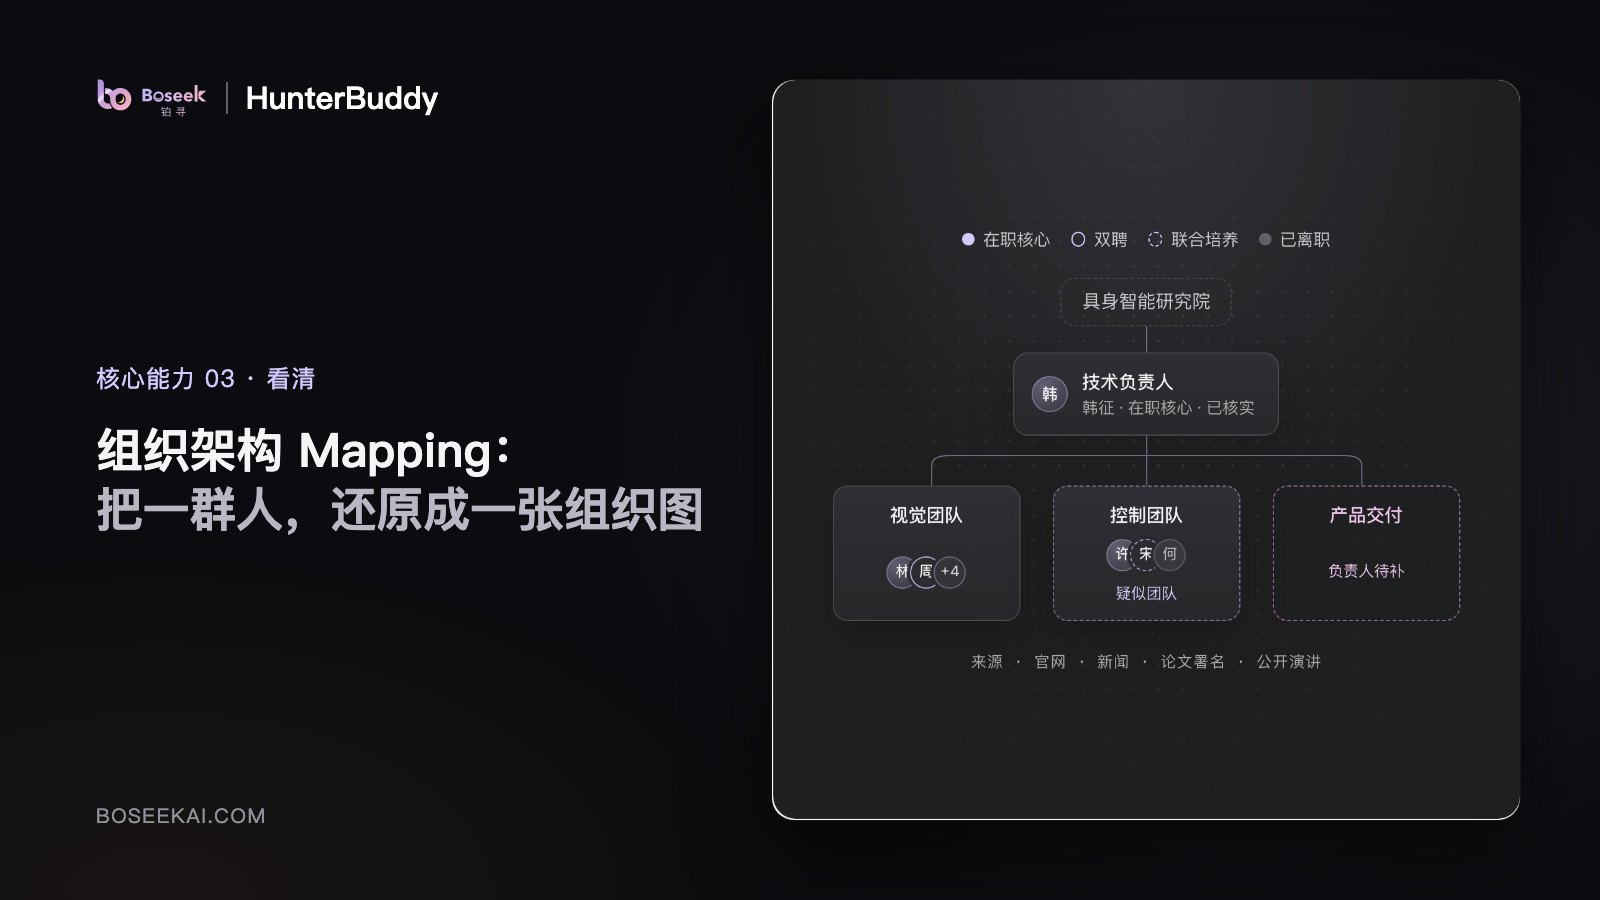 bo Boseek 铂寻 | HunterBuddy
核心能力 03 · 看清
组织架构 Mapping：
把一群人，还原成一张组织图
BOSEEKAI.COM
在职核心 双聘 联合培养 已离职
具身智能研究院
韩
技术负责人
韩征 · 在职核心 · 已核实
视觉团队
林 周 +4
控制团队
许 宋 何
疑似团队
产品交付
负责人待补
来源 · 官网 · 新闻 · 论文署名 · 公开演讲